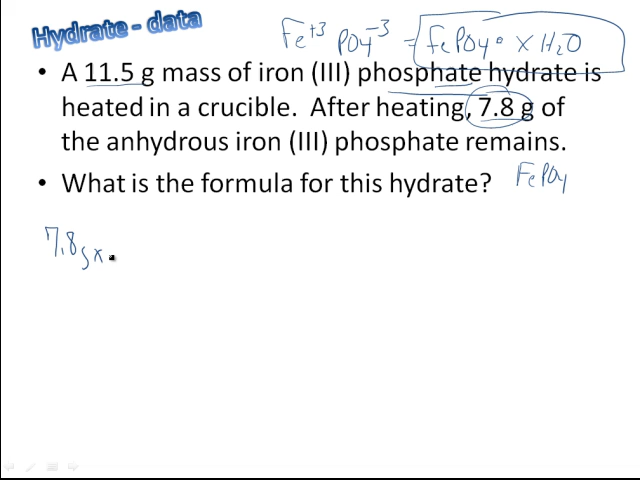 Hydrate - data
Fe+3 PO4-3 = FePO4 • X H2O
• A 11.5 g mass of iron (III) phosphate hydrate is
heated in a crucible. After heating, 7.8 g of
the anhydrous iron (III) phosphate remains.
• What is the formula for this hydrate? FePO4
7.8g x